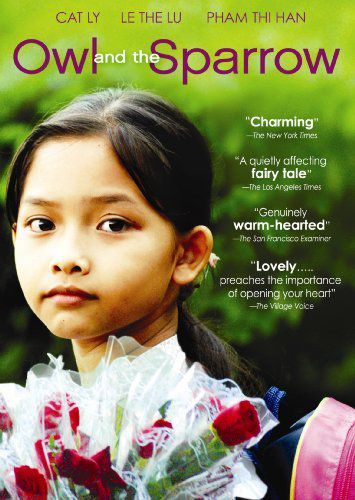 CAT LY LE THE LU PHAM THI HAN
Owl and the Sparrow
"Charming"
—The New York Times
"A quietly affecting
fairy tale"
—The Los Angeles Times
"Genuinely
warm-hearted"
—The San Francisco Examiner
"Lovely.....
preaches the importance
of opening your heart"
—The Village Voice